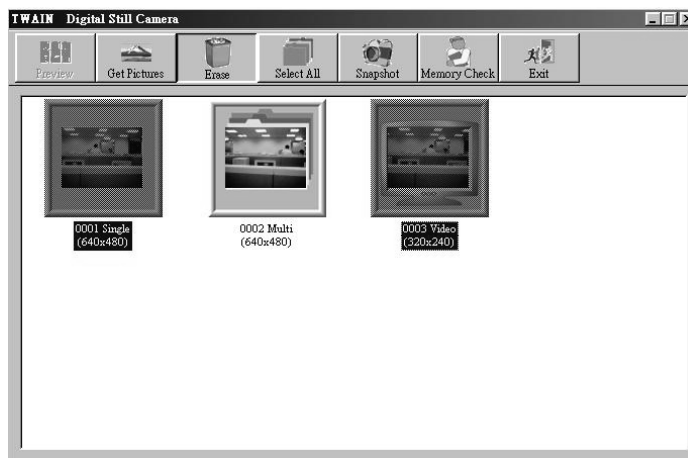 TWAIN Digital Still Camera
Preview Get Pictures Erase Select All Snapshot Memory Check Exit
0001 Single
(640x480)
0002 Multi
(640x480)
0003 Video
(320x240)